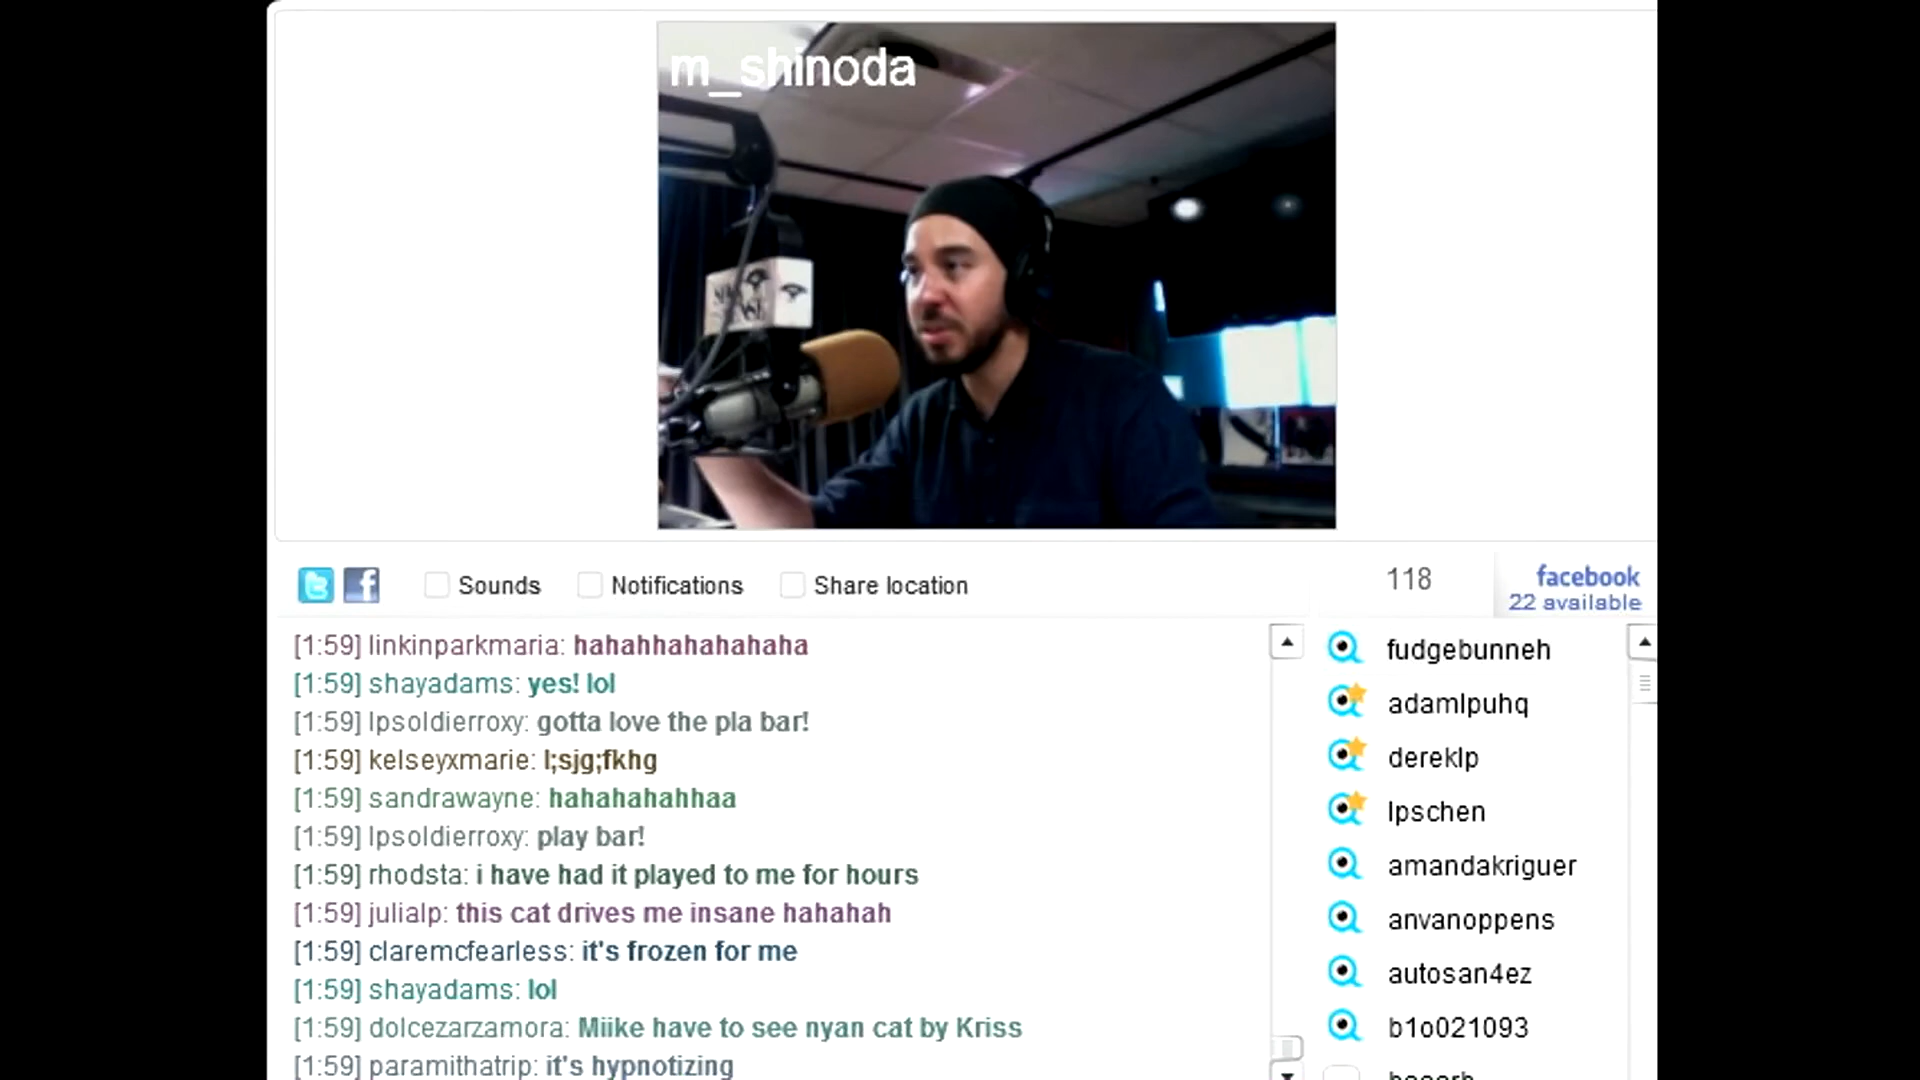 m_shinoda
Sounds Notifications Share location 118 facebook
22 available
[1:59] linkinparkmaria: hahahhahahahaha
[1:59] shayadams: yes! lol
[1:59] lpsoldierroxy: gotta love the pla bar!
[1:59] kelseyxmarie: l;sjg;fkhg
[1:59] sandrawayne: hahahahahhaa
[1:59] lpsoldierroxy: play bar!
[1:59] rhodsta: i have had it played to me for hours
[1:59] julialp: this cat drives me insane hahahah
[1:59] claremcfearless: it's frozen for me
[1:59] shayadams: lol
[1:59] dolcezarzamora: Miike have to see nyan cat by Kriss
[1:59] paramithatrip: it's hypnotizing
fudgebunneh
adamlpuhq
dereklp
lpschen
amandakriguer
anvanoppens
autosan4ez
b1o021093